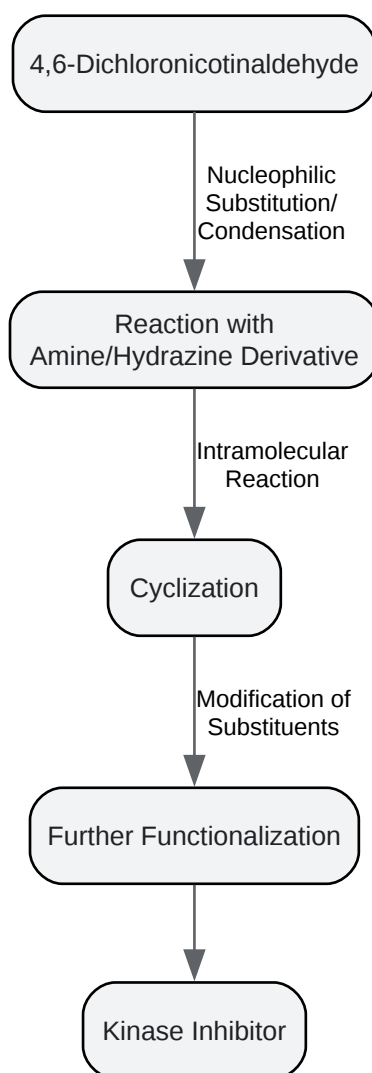 4,6-Dichloronicotinaldehyde
Nucleophilic
Substitution/
Condensation
Reaction with
Amine/Hydrazine Derivative
Intramolecular
Reaction
Cyclization
Modification of
Substituents
Further Functionalization
Kinase Inhibitor